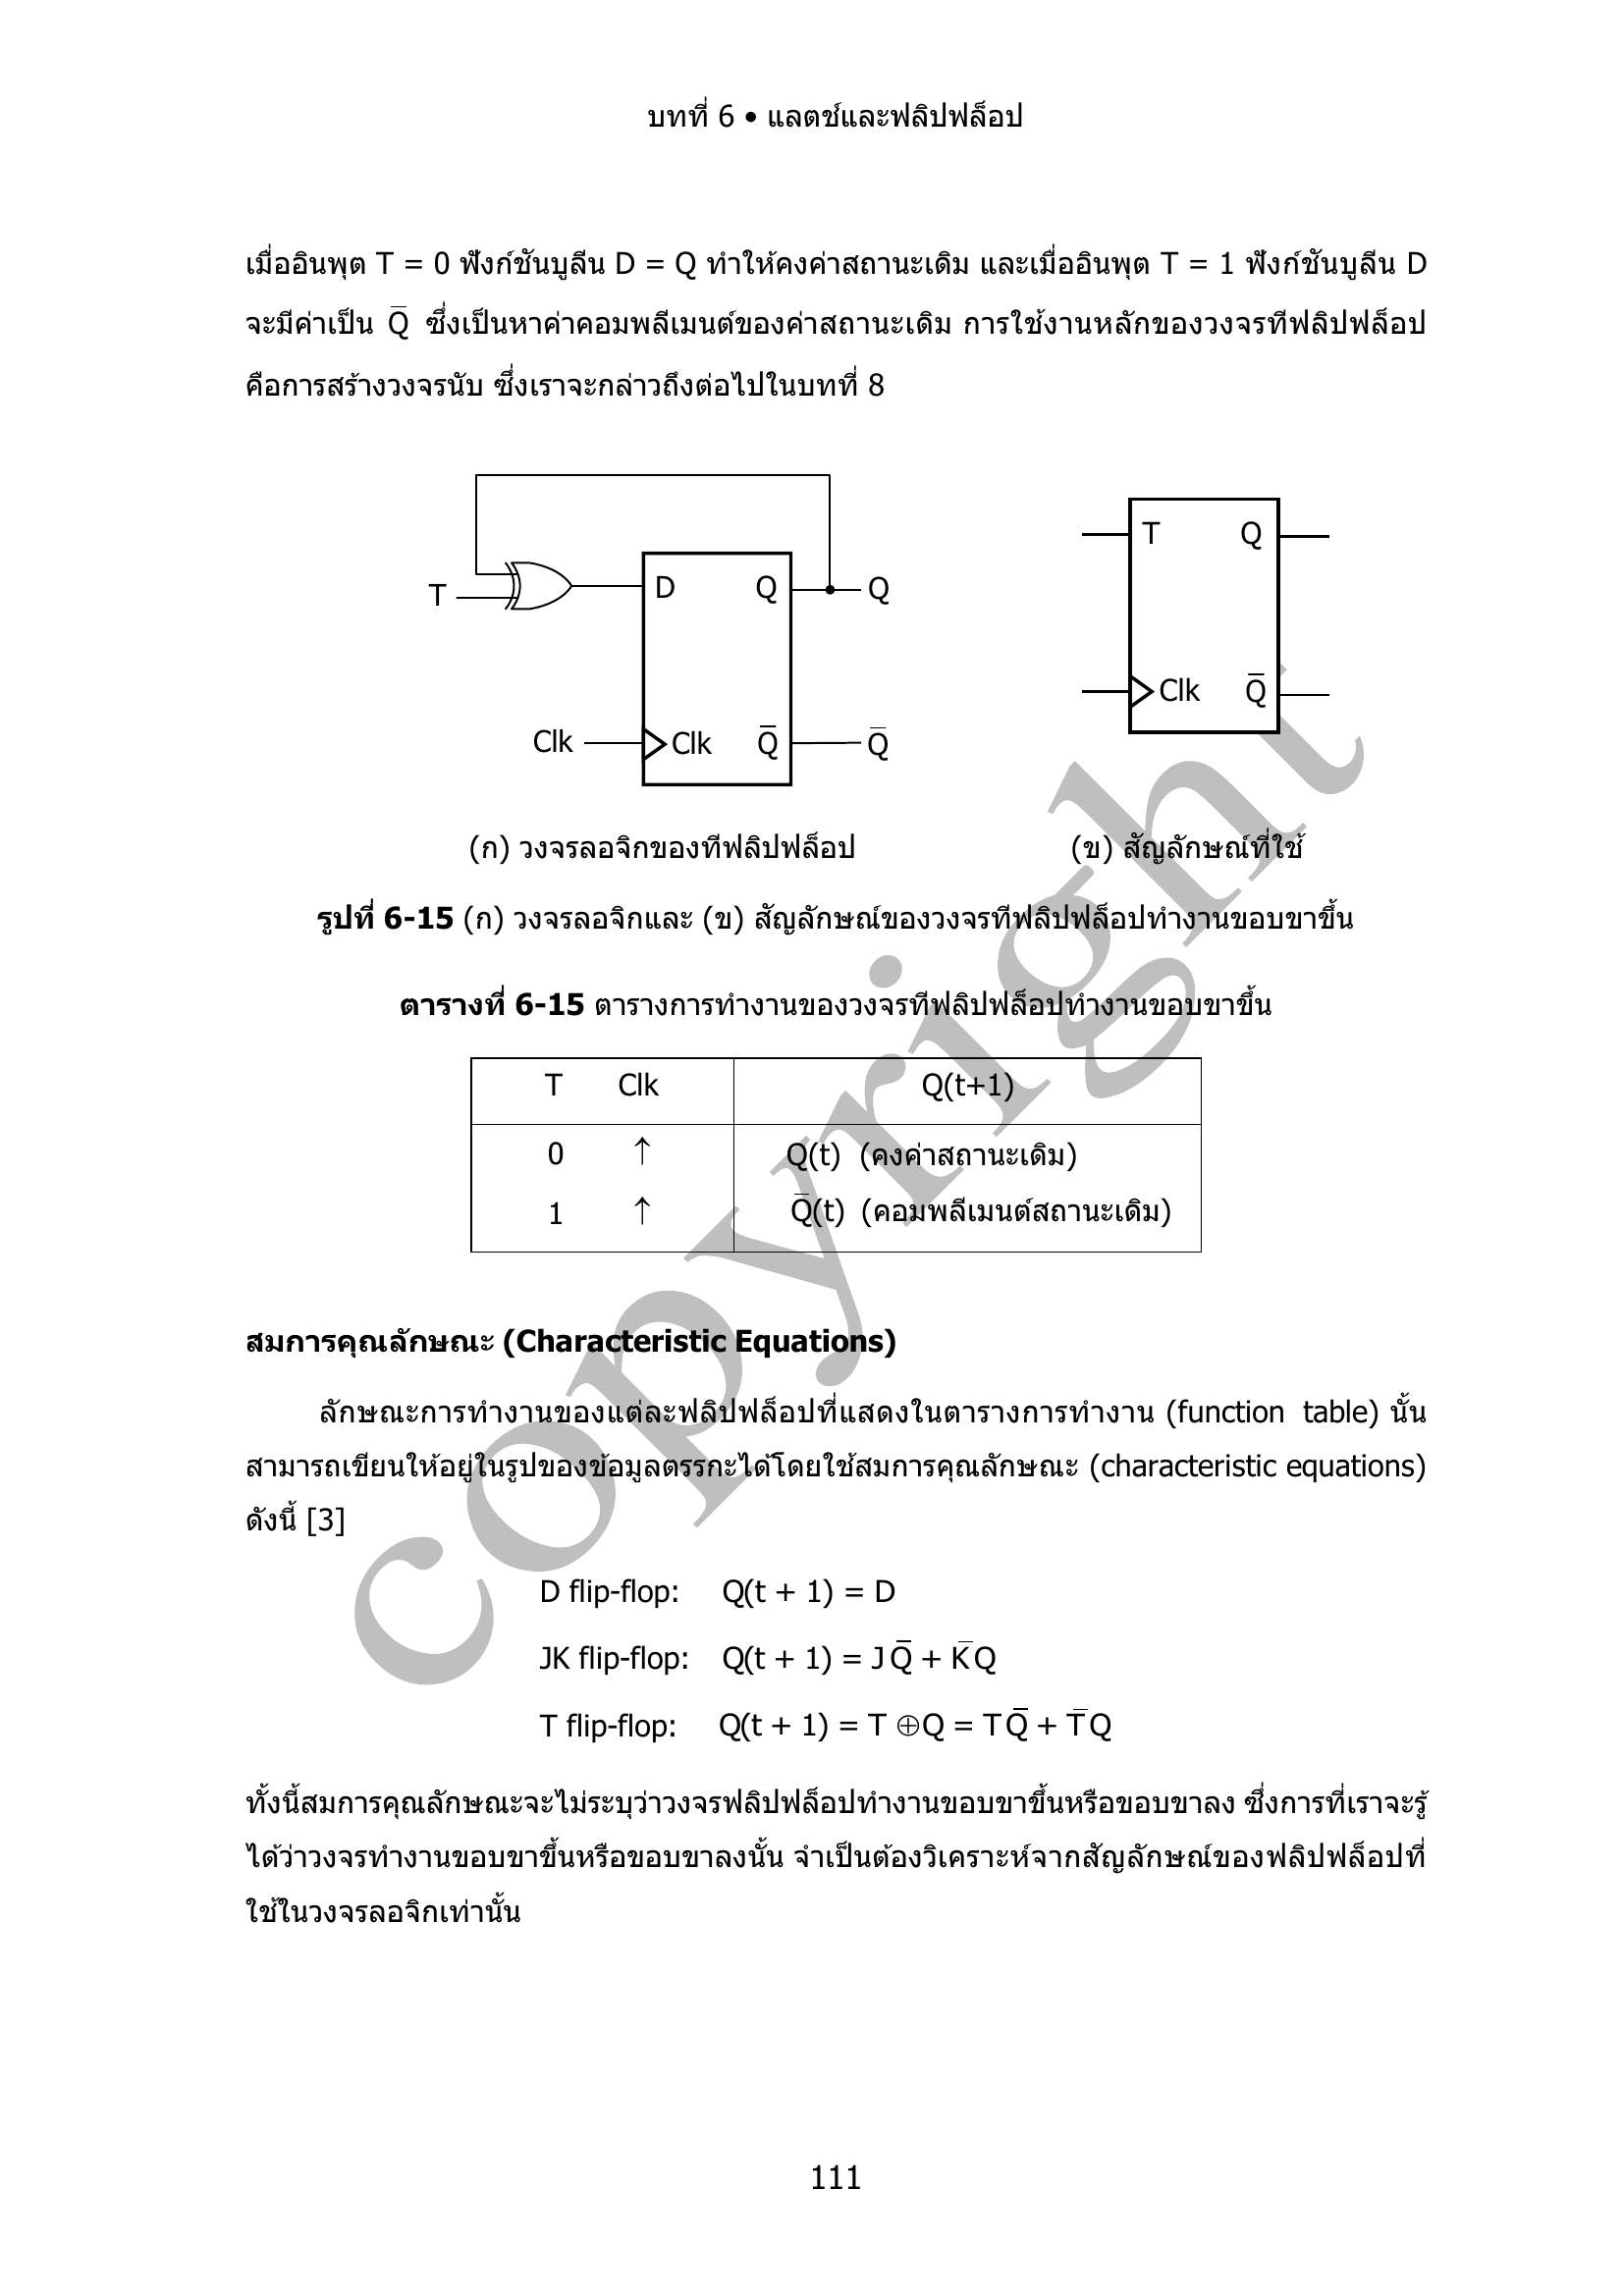 บทที่ 6 • แลตช์และฟลิปฟล็อป
เมื่ออินพุต T = 0 ฟังก์ชันบูลีน D = Q ทำให้คงค่าสถานะเดิม และเมื่ออินพุต T = 1 ฟังก์ชันบูลีน D
จะมีค่าเป็น Q̅ ซึ่งเป็นหาค่าคอมพลีเมนต์ของค่าสถานะเดิม การใช้งานหลักของวงจรทีฟลิปฟล็อป
คือการสร้างวงจรนับ ซึ่งเราจะกล่าวถึงต่อไปในบทที่ 8
T D Q Q
Clk Clk Q̅ Q̅
T Q
Clk Q̅
(ก) วงจรลอจิกของทีฟลิปฟล็อป (ข) สัญลักษณ์ที่ใช้
รูปที่ 6-15 (ก) วงจรลอจิกและ (ข) สัญลักษณ์ของวงจรทีฟลิปฟล็อปทำงานขอบขาขึ้น
ตารางที่ 6-15 ตารางการทำงานของวงจรทีฟลิปฟล็อปทำงานขอบขาขึ้น
T Clk Q(t+1)
0 ↑ Q(t) (คงค่าสถานะเดิม)
1 ↑ Q̅(t) (คอมพลีเมนต์สถานะเดิม)
สมการคุณลักษณะ (Characteristic Equations)
ลักษณะการทำงานของแต่ละฟลิปฟล็อปที่แสดงในตารางการทำงาน (function table) นั้น
สามารถเขียนให้อยู่ในรูปของข้อมูลตรรกะได้โดยใช้สมการคุณลักษณะ (characteristic equations)
ดังนี้ [3]
D flip-flop: Q(t + 1) = D
JK flip-flop: Q(t + 1) = J Q̅ + K̅ Q
T flip-flop: Q(t + 1) = T ⊕Q = T Q̅ + T̅ Q
ทั้งนี้สมการคุณลักษณะจะไม่ระบุว่าวงจรฟลิปฟล็อปทำงานขอบขาขึ้นหรือขอบขาลง ซึ่งการที่เราจะรู้
ได้ว่าวงจรทำงานขอบขาขึ้นหรือขอบขาลงนั้น จำเป็นต้องวิเคราะห์จากสัญลักษณ์ของฟลิปฟล็อปที่
ใช้ในวงจรลอจิกเท่านั้น
111
copyright